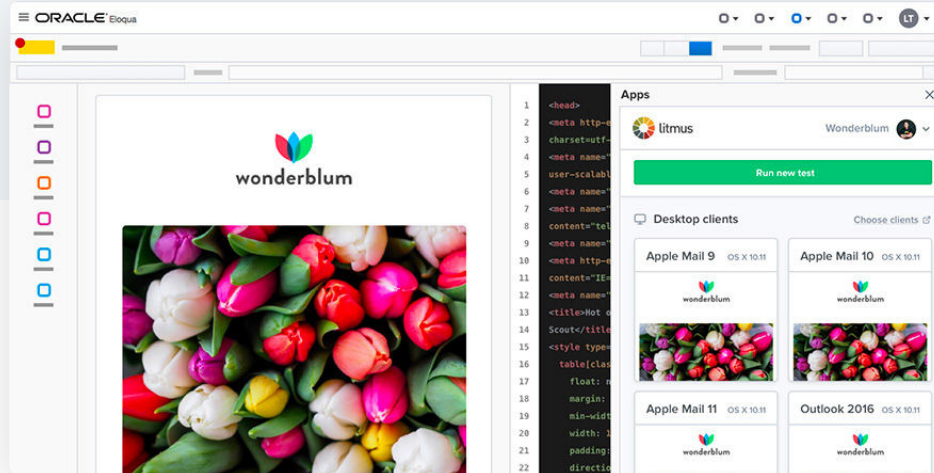 ORACLE Eloqua
LT
wonderblum
1 <head>
2 <meta http-e
3 charset=utf-
4 <meta name="
5 user-scalabl
6 <meta name="
7 <meta name="
8 content="tel
9 <meta name="
10 <meta http-e
11 content="IE=
12 <meta name="
13 <title>Hot o
14 Scout</title
15 <style type=
16 table[clas
17 float: n
18 margin:
19 min-widt
20 width: 1
21 padding:
22 directio
Apps
litmus
Wonderblum
Run new test
Desktop clients
Choose clients
Apple Mail 9 OS X 10.11
wonderblum
Apple Mail 10 OS X 10.11
wonderblum
Apple Mail 11 OS X 10.11
wonderblum
Outlook 2016 OS X 10.11
wonderblum